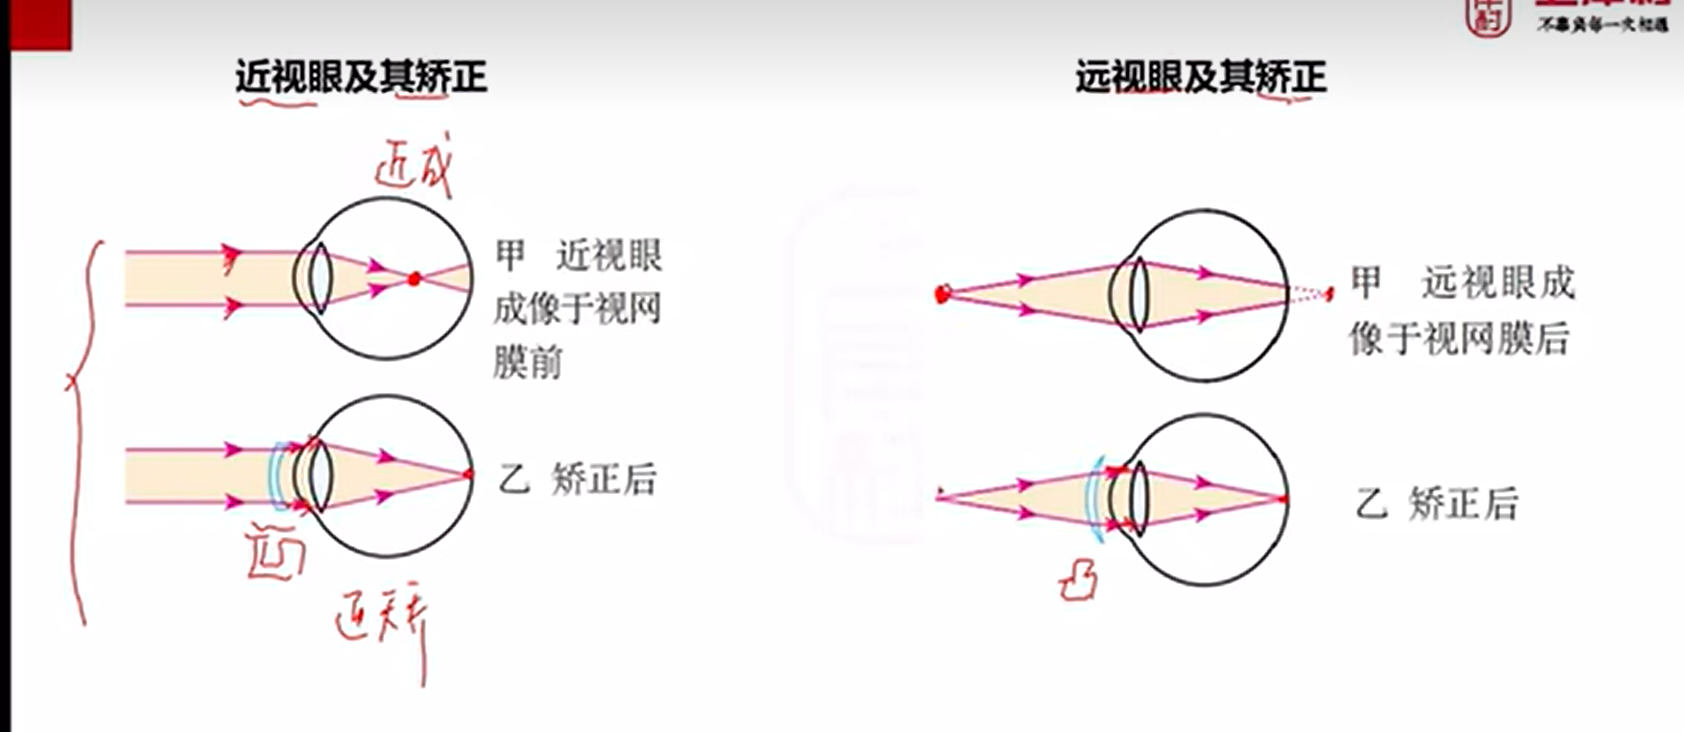 不辜负每一次相遇
近视眼及其矫正
远视眼及其矫正
近成
甲 近视眼
成像于视网
膜前
甲 远视眼成
像于视网膜后
乙 矫正后
乙 矫正后
凹
凸
近矫